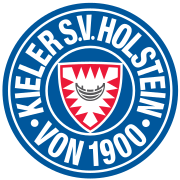 KIELER S.V. HOLSTEIN
· VON 1900 ·